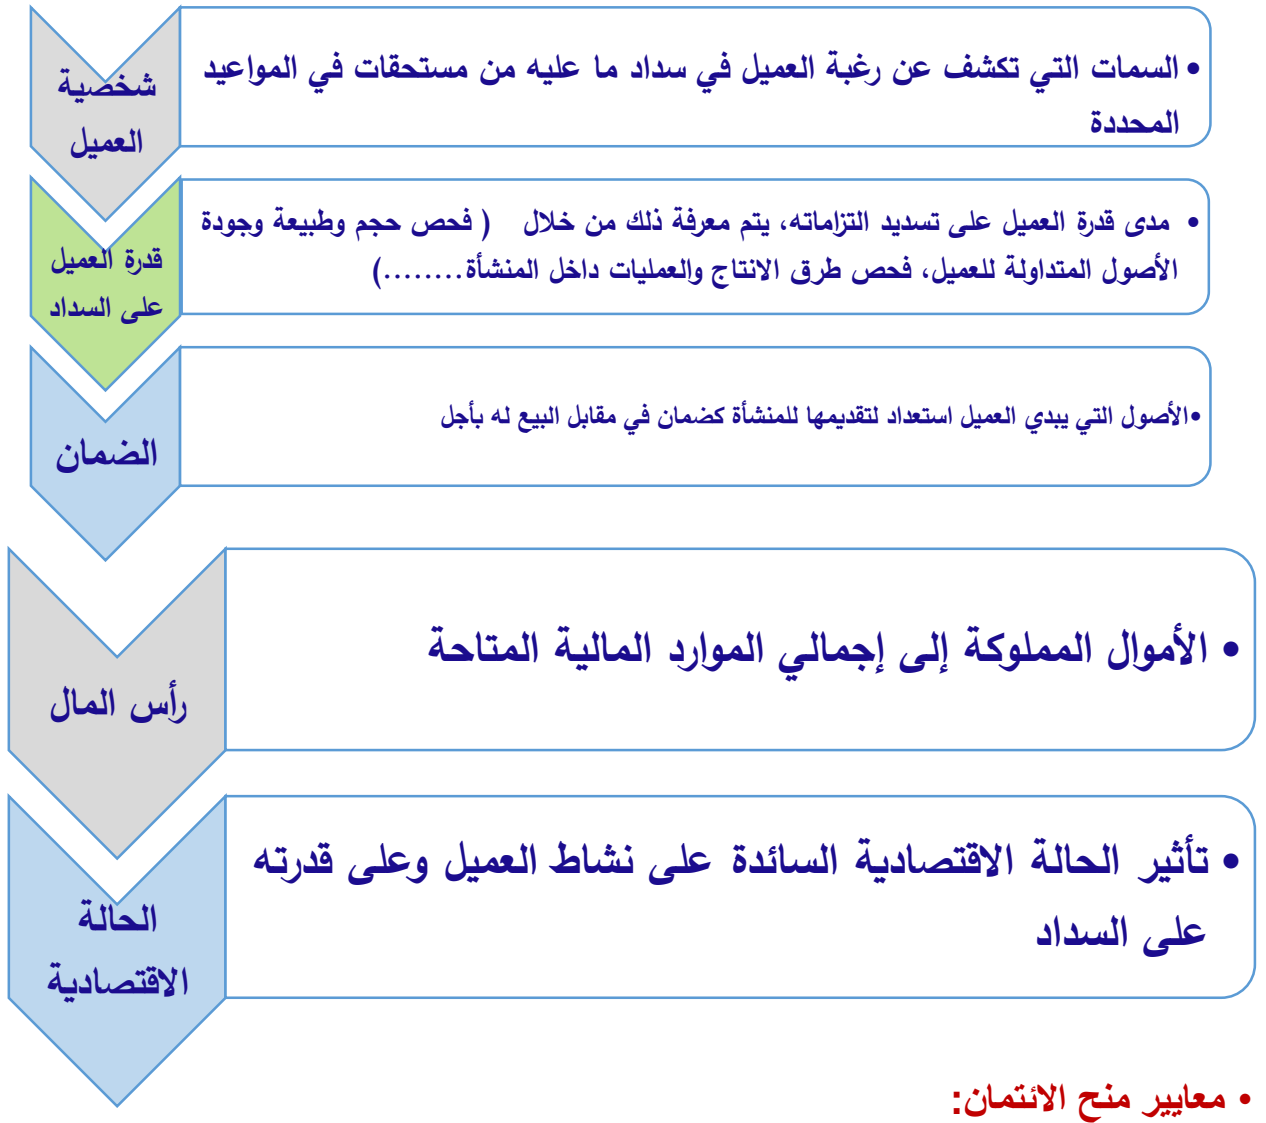 شخصية
العميل
• السمات التي تكشف عن رغبة العميل في سداد ما عليه من مستحقات في المواعيد
المحددة
قدرة العميل
على السداد
• مدى قدرة العميل على تسديد التزاماته، يتم معرفة ذلك من خلال ( فحص حجم وطبيعة وجودة
الأصول المتداولة للعميل، فحص طرق الانتاج والعمليات داخل المنشأة........)
الضمان
•الأصول التي يبدي العميل استعداد لتقديمها للمنشأة كضمان في مقابل البيع له بأجل
رأس المال
• الأموال المملوكة إلى إجمالي الموارد المالية المتاحة
الحالة
الاقتصادية
• تأثير الحالة الاقتصادية السائدة على نشاط العميل وعلى قدرته
على السداد
• معايير منح الائتمان: